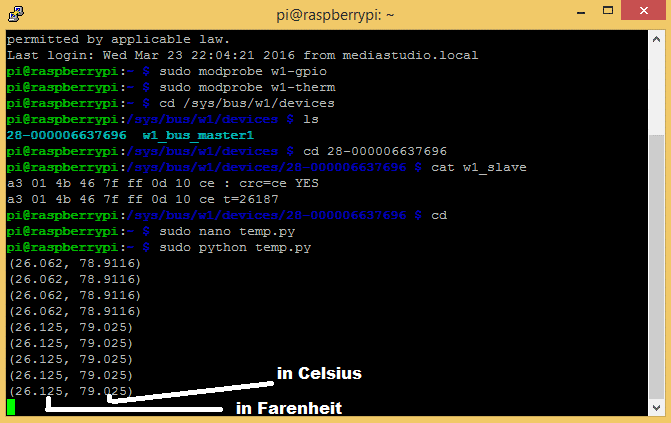 pi@raspberrypi: ~
permitted by applicable law.
Last login: Wed Mar 23 22:04:21 2016 from mediastudio.local
pi@raspberrypi:~ $ sudo modprobe w1-gpio
pi@raspberrypi:~ $ sudo modprobe w1-therm
pi@raspberrypi:~ $ cd /sys/bus/w1/devices
pi@raspberrypi:/sys/bus/w1/devices $ ls
28-000006637696  w1_bus_master1
pi@raspberrypi:/sys/bus/w1/devices $ cd 28-000006637696
pi@raspberrypi:/sys/bus/w1/devices/28-000006637696 $ cat w1_slave
a3 01 4b 46 7f ff 0d 10 ce : crc=ce YES
a3 01 4b 46 7f ff 0d 10 ce t=26187
pi@raspberrypi:/sys/bus/w1/devices/28-000006637696 $ cd
pi@raspberrypi:~ $ sudo nano temp.py
pi@raspberrypi:~ $ sudo python temp.py
(26.062, 78.9116)
(26.062, 78.9116)
(26.062, 78.9116)
(26.062, 78.9116)
(26.125, 79.025)
(26.125, 79.025)
(26.125, 79.025)
(26.125, 79.025)
(26.125, 79.025)
in Celsius
in Farenheit